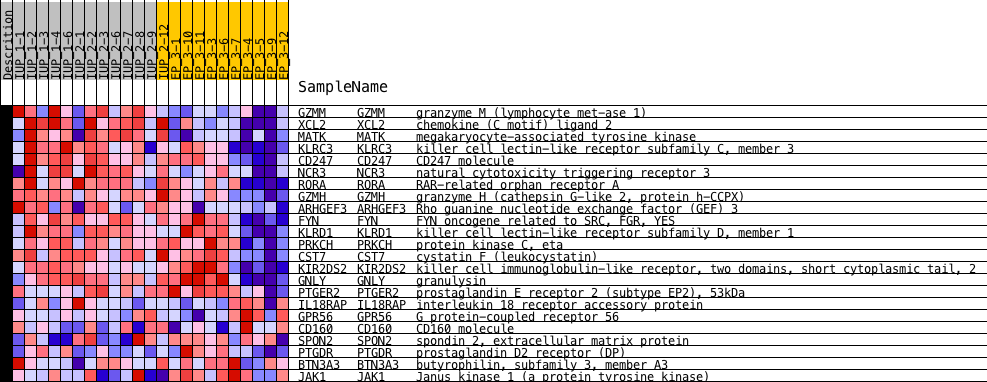 Descrition
IUP_1-1
IUP_1-2
IUP_1-3
IUP_1-4
IUP_1-6
IUP_2-1
IUP_2-2
IUP_2-3
IUP_2-6
IUP_2-7
IUP_2-8
IUP_2-9
IUP_2-12
EP_3-1
EP_3-10
EP_3-11
EP_3-3
EP_3-6
EP_3-7
EP_3-4
EP_3-5
EP_3-9
EP_3-12
SampleName
GZMM GZMM granzyme M (lymphocyte met-ase 1)
XCL2 XCL2 chemokine (C motif) ligand 2
MATK MATK megakaryocyte-associated tyrosine kinase
KLRC3 KLRC3 killer cell lectin-like receptor subfamily C, member 3
CD247 CD247 CD247 molecule
NCR3 NCR3 natural cytotoxicity triggering receptor 3
RORA RORA RAR-related orphan receptor A
GZMH GZMH granzyme H (cathepsin G-like 2, protein h-CCPX)
ARHGEF3 ARHGEF3 Rho guanine nucleotide exchange factor (GEF) 3
FYN FYN FYN oncogene related to SRC, FGR, YES
KLRD1 KLRD1 killer cell lectin-like receptor subfamily D, member 1
PRKCH PRKCH protein kinase C, eta
CST7 CST7 cystatin F (leukocystatin)
KIR2DS2 KIR2DS2 killer cell immunoglobulin-like receptor, two domains, short cytoplasmic tail, 2
GNLY GNLY granulysin
PTGER2 PTGER2 prostaglandin E receptor 2 (subtype EP2), 53kDa
IL18RAP IL18RAP interleukin 18 receptor accessory protein
GPR56 GPR56 G protein-coupled receptor 56
CD160 CD160 CD160 molecule
SPON2 SPON2 spondin 2, extracellular matrix protein
PTGDR PTGDR prostaglandin D2 receptor (DP)
BTN3A3 BTN3A3 butyrophilin, subfamily 3, member A3
JAK1 JAK1 Janus kinase 1 (a protein tyrosine kinase)